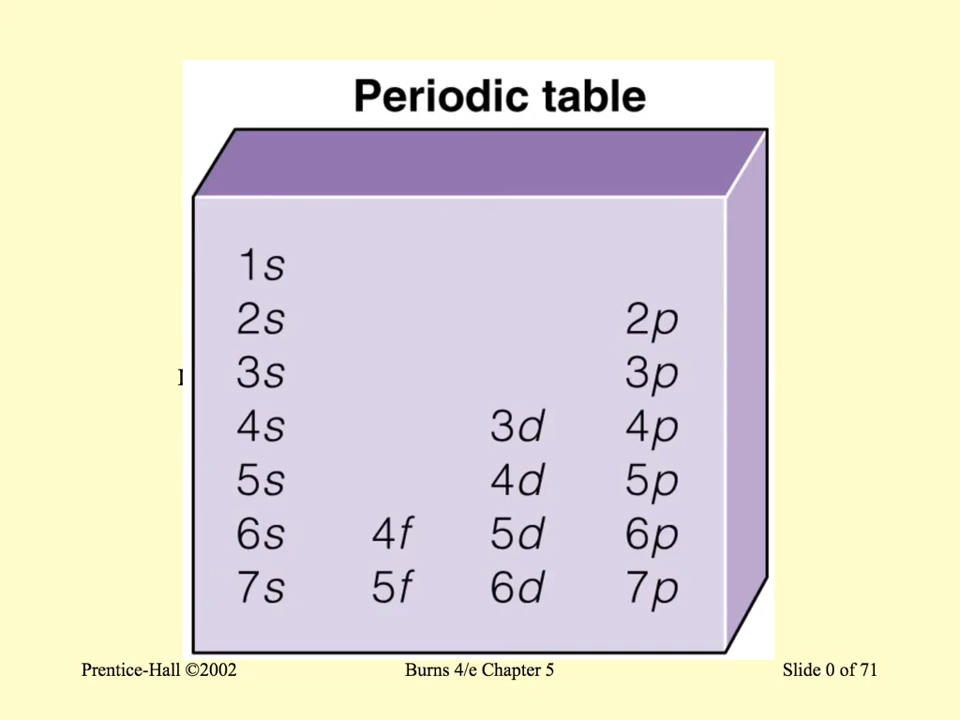 Periodic table
1s
2s 2p
3s 3p
4s 3d 4p
5s 4d 5p
6s 4f 5d 6p
7s 5f 6d 7p
Prentice-Hall ©2002 Burns 4/e Chapter 5 Slide 0 of 71